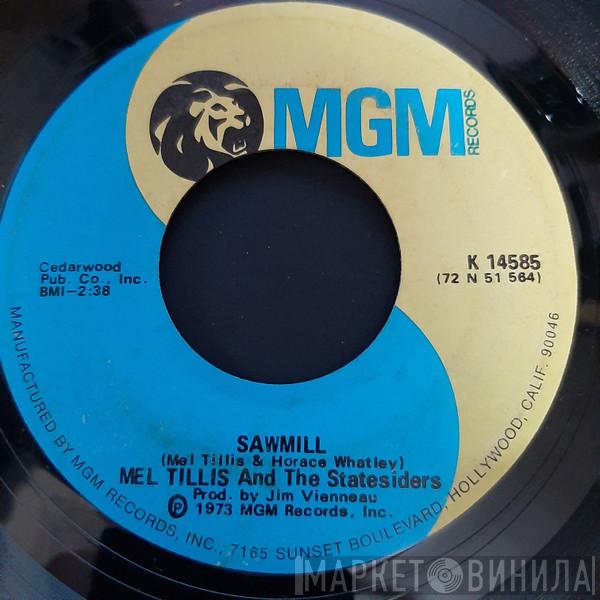 MGM
RECORDS
Cedarwood
Pub. Co., Inc.
BMI-2:38
K 14585
(72 N 51 564)
SAWMILL
(Mel Tillis & Horace Whatley)
MEL TILLIS And The Statesiders
Prod. by Jim Vienneau
℗ 1973 MGM Records, Inc.
MANUFACTURED BY MGM RECORDS, INC., 7165 SUNSET BOULEVARD, HOLLYWOOD, CALIF. 90046
МАРКЕТ ВИНИЛА